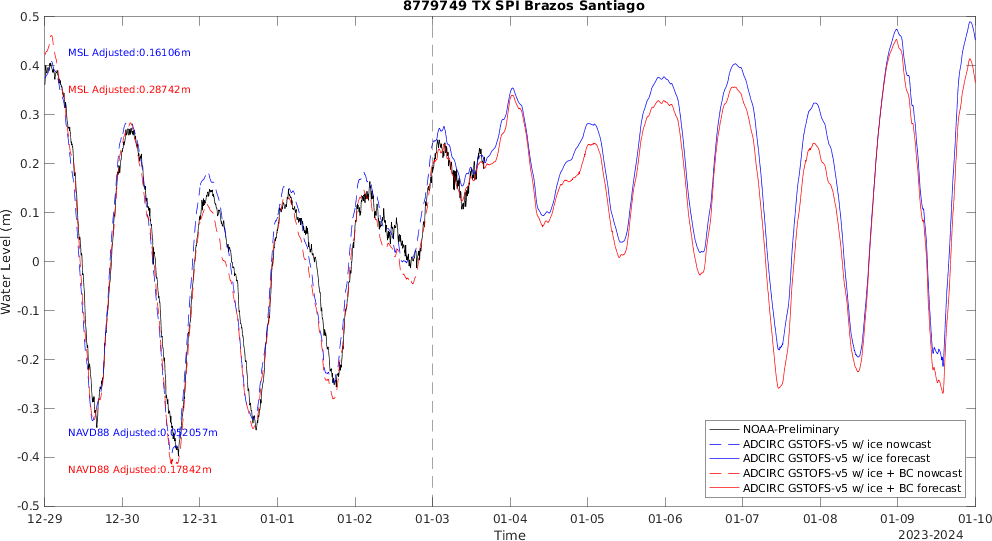 8779749 TX SPI Brazos Santiago
0.5
0.4
0.3
0.2
0.1
0
-0.1
-0.2
-0.3
-0.4
-0.5
Water Level (m)
MSL Adjusted:0.16106m
MSL Adjusted:0.28742m
NAVD88 Adjusted:0.052057m
NAVD88 Adjusted:0.17842m
NOAA-Preliminary
ADCIRC GSTOFS-v5 w/ ice nowcast
ADCIRC GSTOFS-v5 w/ ice forecast
ADCIRC GSTOFS-v5 w/ ice + BC nowcast
ADCIRC GSTOFS-v5 w/ ice + BC forecast
12-29 12-30 12-31 01-01 01-02 01-03 01-04 01-05 01-06 01-07 01-08 01-09 01-10
Time
2023-2024